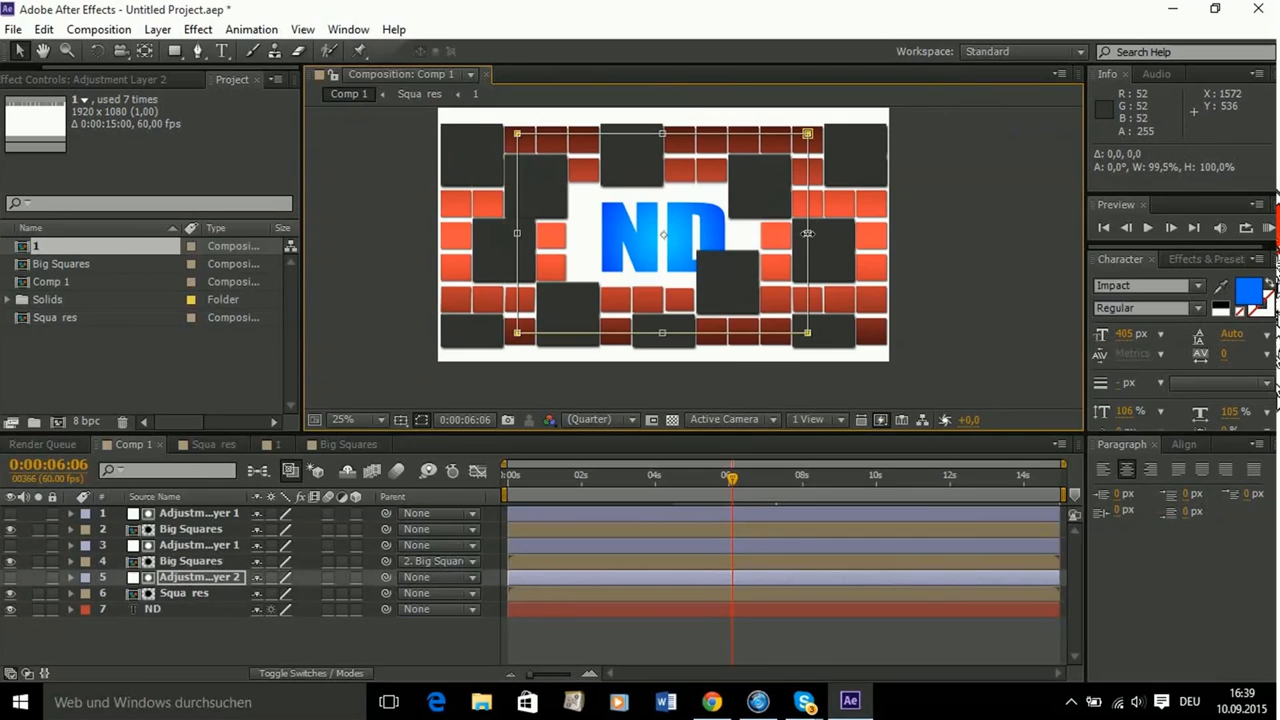 Adobe After Effects - Untitled Project.aep *
File Edit Composition Layer Effect Animation View Window Help
Workspace: Standard Search Help
Effect Controls: Adjustment Layer 2 Project
Composition: Comp 1
Info Audio
1 , used 7 times
1920 x 1080 (1,00)
Δ 0:00:15:00, 60,00 fps
Comp 1 Squa res 1
R : 52
G : 52
B : 52
A : 255
X : 1572
Y : 536
Δ: 0,0, 0,0
A: 0,0°, W: 99,5%, H: 100,0%
Preview
Name Type Size
1 Composi...
Big Squares Composi...
Comp 1 Composi...
Solids Folder
Squa res Composi...
ND
Character Effects & Preset
Impact
Regular
405 px Auto
Metrics 0
- px
106 % 105 %
8 bpc
25% 0:00:06:06 (Quarter) Active Camera 1 View +0,0
Render Queue Comp 1 Squa res 1 Big Squares
Paragraph Align
0:00:06:06
00366 (60.00 fps)
:00s 02s 04s 06s 08s 10s 12s 14s
# Source Name fx Parent
1 Adjustm...yer 1 None
2 Big Squares None
3 Adjustm...yer 1 None
4 Big Squares 2. Big Squar
5 Adjustm...yer 2 None
6 Squa res None
7 T ND None
0 px 0 px 0 px
0 px 0 px
Toggle Switches / Modes
Web und Windows durchsuchen
3
Ae
DEU
16:39
10.09.2015